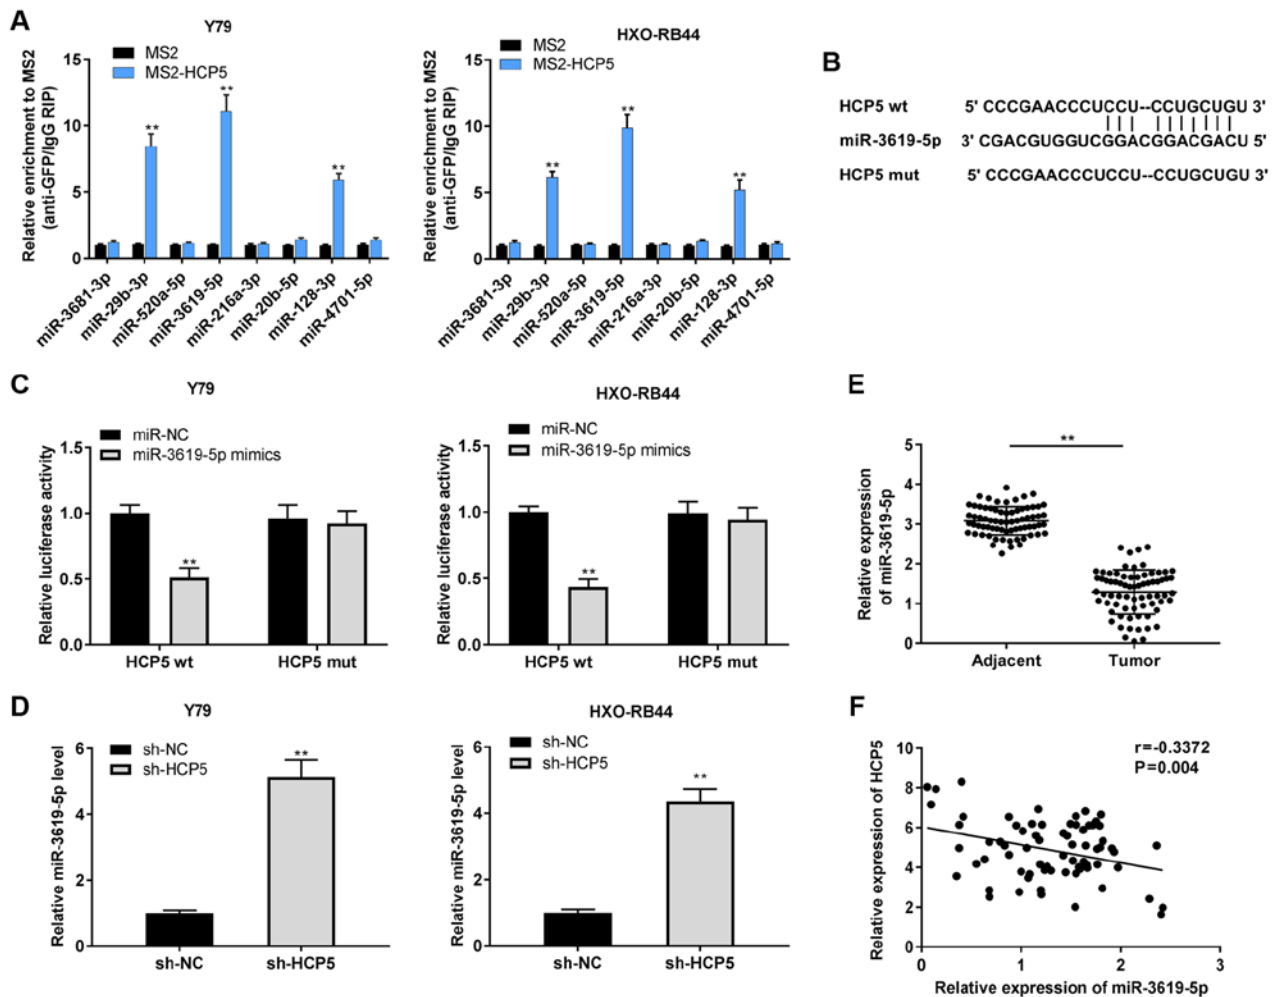 A
Y79
MS2
MS2-HCP5
Relative enrichment to MS2
(anti-GFP/IgG RIP)
15
10
5
0
**
**
**
miR-3681-3p
miR-29b-3p
miR-520a-5p
miR-3619-5p
miR-216a-3p
miR-20b-5p
miR-128-3p
miR-4701-5p
HXO-RB44
MS2
MS2-HCP5
Relative enrichment to MS2
(anti-GFP/IgG RIP)
15
10
5
0
**
**
**
miR-3681-3p
miR-29b-3p
miR-520a-5p
miR-3619-5p
miR-216a-3p
miR-20b-5p
miR-128-3p
miR-4701-5p
B
HCP5 wt 5' CCCGAACCCUCCU--CCUGCUGU 3'
miR-3619-5p 3' CGACGUGGUCGGACGGACGACU 5'
HCP5 mut 5' CCCGAACCCUCCU--CCUGCUGU 3'
C
Y79
miR-NC
miR-3619-5p mimics
Relative luciferase activity
1.5
1.0
0.5
0.0
**
HCP5 wt
HCP5 mut
HXO-RB44
miR-NC
miR-3619-5p mimics
Relative luciferase activity
1.5
1.0
0.5
0.0
**
HCP5 wt
HCP5 mut
E
Relative expression
of miR-3619-5p
5
4
3
2
1
0
**
Adjacent
Tumor
D
Y79
sh-NC
sh-HCP5
Relative miR-3619-5p level
6
4
2
0
**
sh-NC
sh-HCP5
HXO-RB44
sh-NC
sh-HCP5
Relative miR-3619-5p level
6
4
2
0
**
sh-NC
sh-HCP5
F
r=-0.3372
P=0.004
Relative expression of HCP5
10
8
6
4
2
0
0
1
2
3
Relative expression of miR-3619-5p